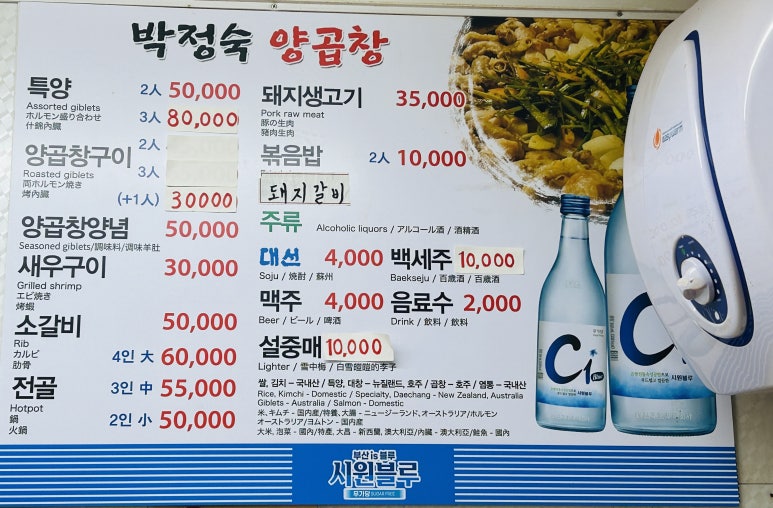 박정숙 양곱창
특양 2人 50,000
Assorted giblets
ホルモン盛り合わせ 3人 80,000
什錦內臟
양곱창구이 2人
Roasted giblets 3人
両ホルモン焼き
烤內臟 (+1人) 30000
양곱창양념 50,000
Seasoned giblets/調味料/调味羊肚
새우구이 30,000
Grilled shrimp
エビ焼き
烤蝦
소갈비 50,000
Rib
カルビ 4인 大 60,000
肋骨
전골 3인 中 55,000
Hotpot
鍋 2인 小 50,000
火鍋
돼지생고기 35,000
Pork raw meat
豚の生肉
豬肉生肉
볶음밥 2人 10,000
돼지갈비
주류 Alcoholic liquors / アルコール酒 / 酒精酒
대선 4,000 백세주 10,000
Soju / 焼酎 / 蘇州 Baekseju / 百歳酒 / 百歲酒
맥주 4,000 음료수 2,000
Beer / ビール / 啤酒 Drink / 飲料 / 飮料
설중매 10,000
Lighter / 雪中梅 / 白雪皚皚的李子
쌀, 김치 – 국내산 / 특양, 대창 – 뉴질랜드, 호주 / 곱창 – 호주 / 염통 – 국내산
Rice, Kimchi - Domestic / Specialty, Daechang - New Zealand, Australia
Giblets - Australia / Salmon - Domestic
米、キムチ - 国内産/特養、大腸 - ニュージーランド、オーストラリア/ホルモン
オーストラリア/ヨムトン - 国内産
大米, 泡菜 - 國內/特產, 大昌 - 新西蘭, 澳大利亞/內臟 - 澳大利亞/鮭魚 - 國內
C1
Blue
시원블루
부산 is 블루
시원블루
무가당 SUGAR FREE
easywarm